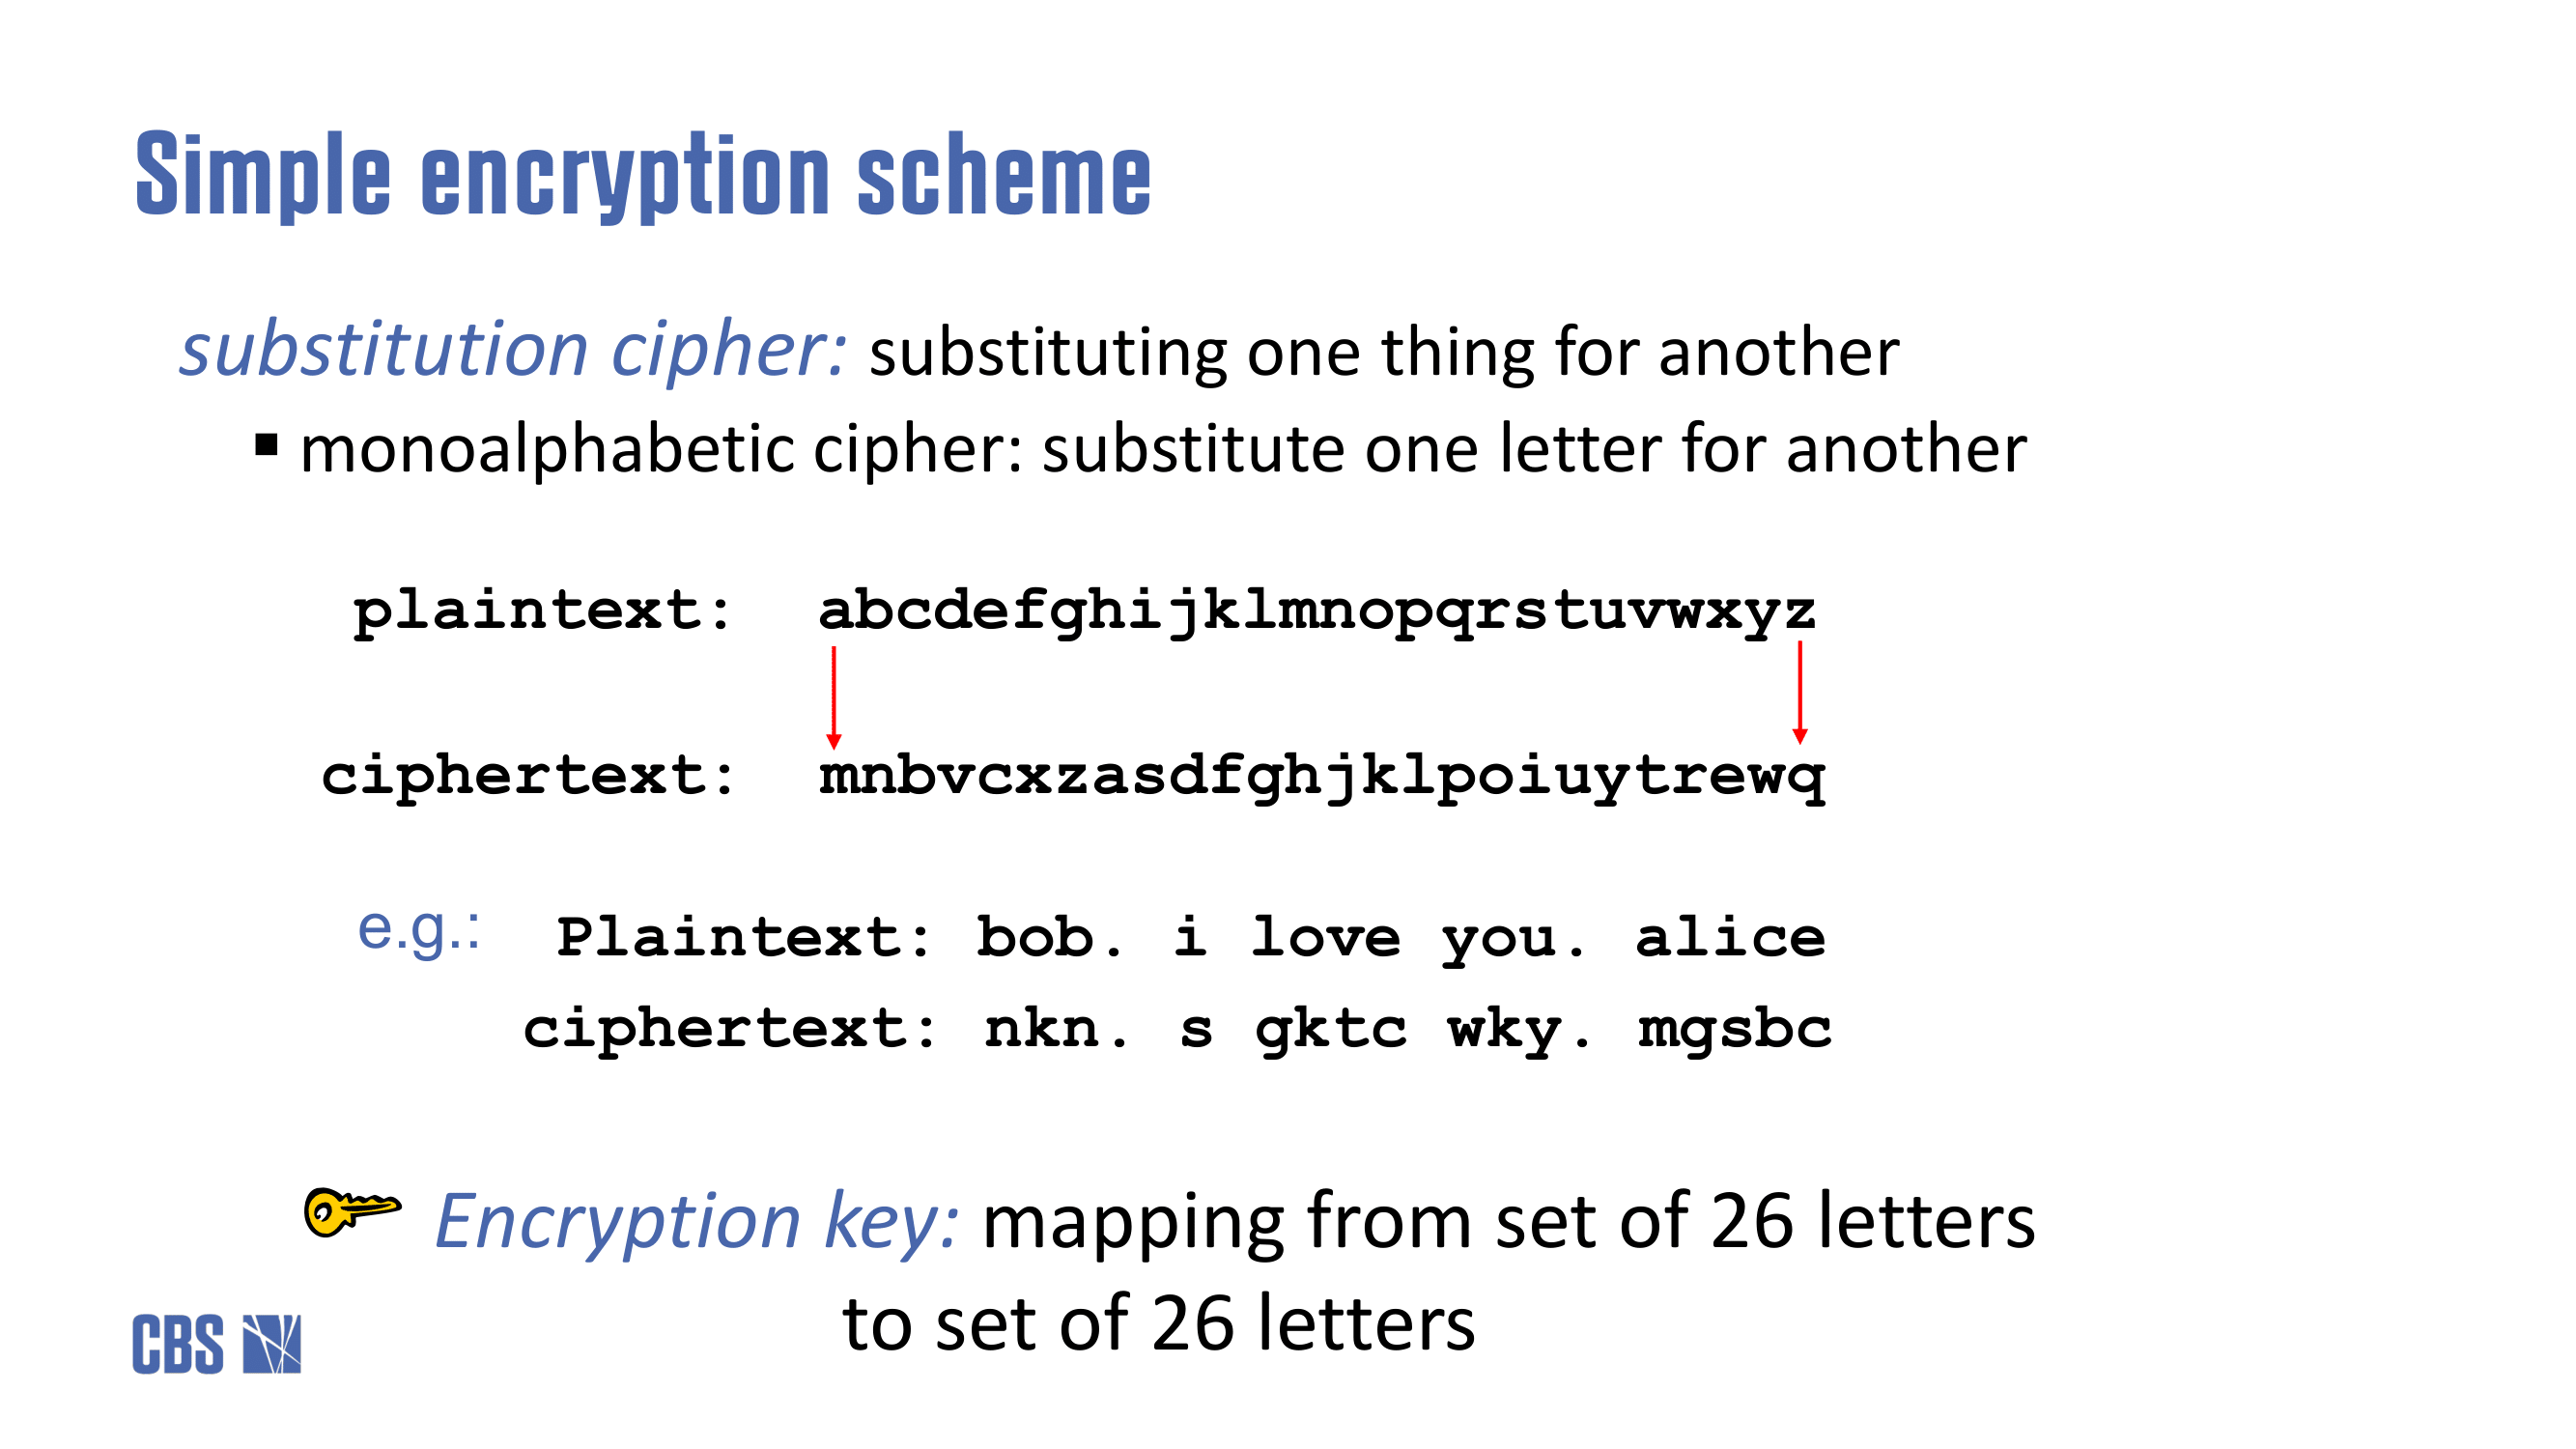 Simple encryption scheme
substitution cipher: substituting one thing for another
▪ monoalphabetic cipher: substitute one letter for another
plaintext: abcdefghijklmnopqrstuvwxyz
ciphertext: mnbvcxzasdfghjklpoiuytrewq
e.g.: Plaintext: bob. i love you. alice
ciphertext: nkn. s gktc wky. mgsbc
Encryption key: mapping from set of 26 letters
to set of 26 letters
CBS